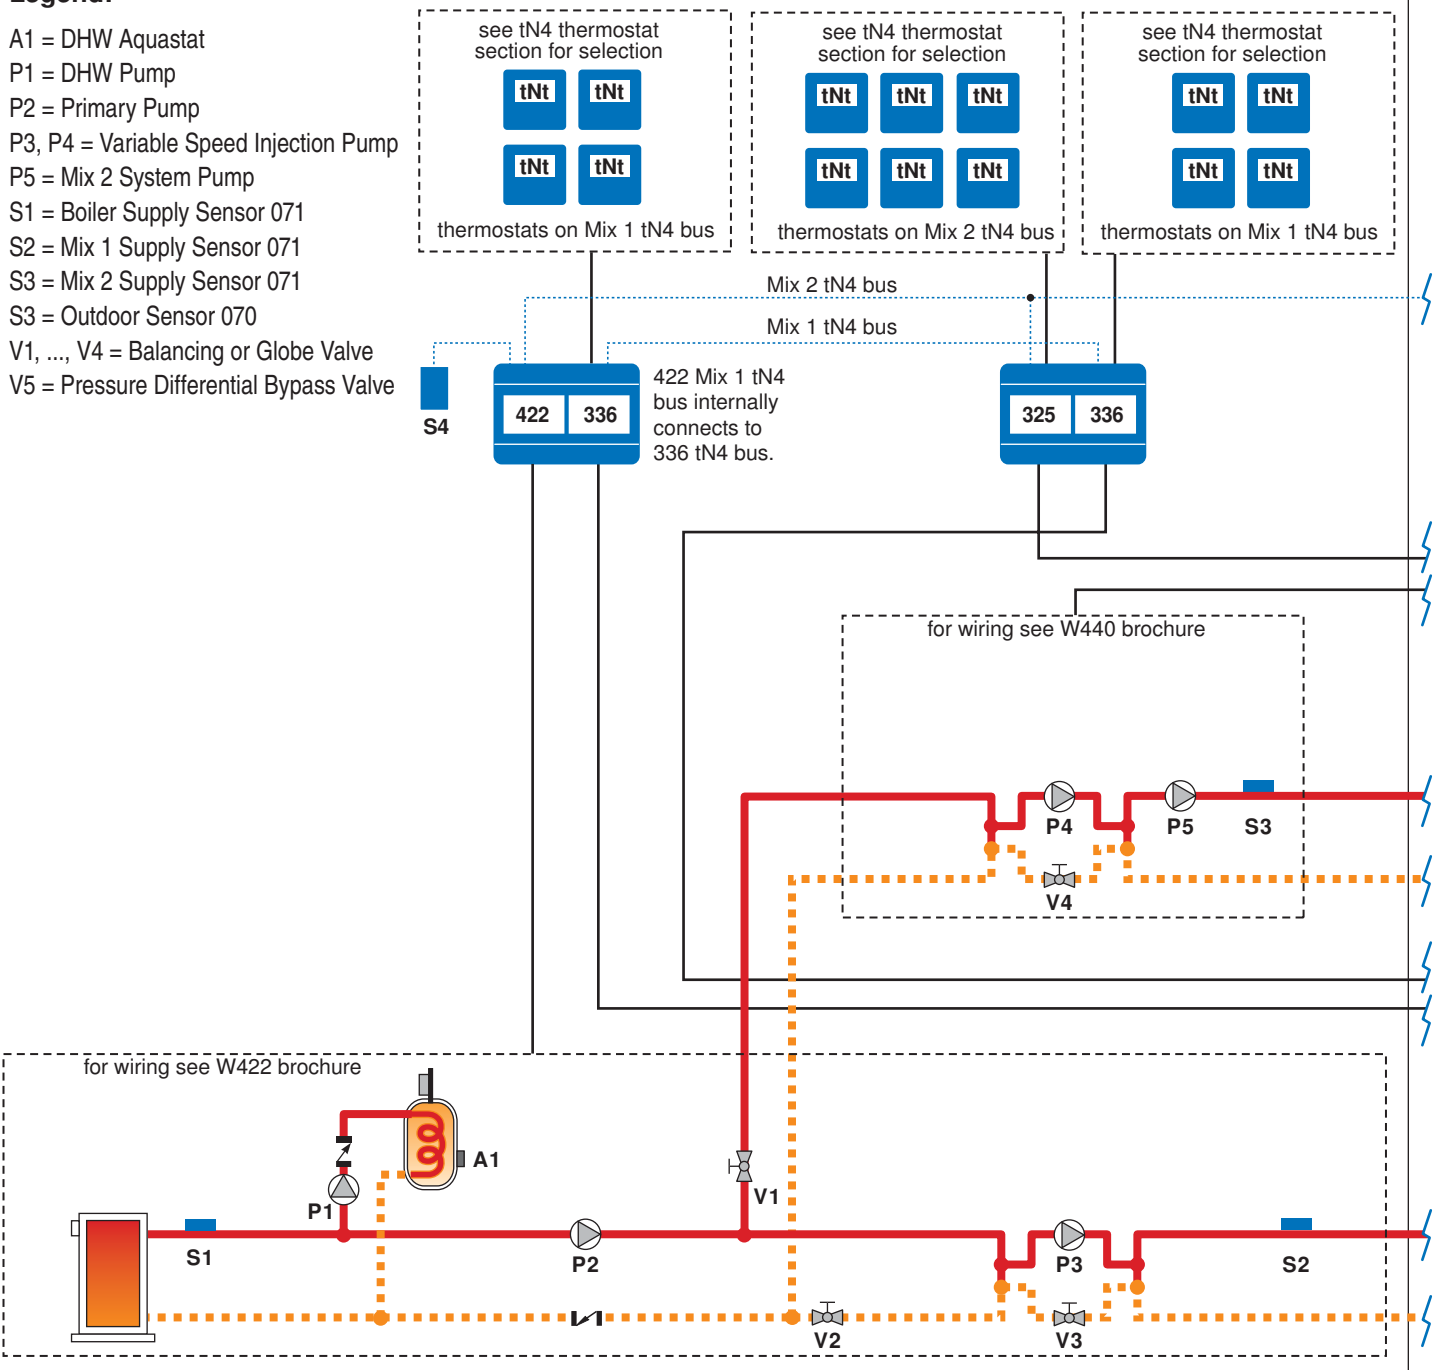 Legend:
A1 = DHW Aquastat
P1 = DHW Pump
P2 = Primary Pump
P3, P4 = Variable Speed Injection Pump
P5 = Mix 2 System Pump
S1 = Boiler Supply Sensor 071
S2 = Mix 1 Supply Sensor 071
S3 = Mix 2 Supply Sensor 071
S3 = Outdoor Sensor 070
V1, ..., V4 = Balancing or Globe Valve
V5 = Pressure Differential Bypass Valve
see tN4 thermostat
section for selection
tNt tNt
tNt tNt
thermostats on Mix 1 tN4 bus
see tN4 thermostat
section for selection
tNt tNt tNt
tNt tNt tNt
thermostats on Mix 2 tN4 bus
see tN4 thermostat
section for selection
tNt tNt
tNt tNt
thermostats on Mix 1 tN4 bus
Mix 2 tN4 bus
Mix 1 tN4 bus
S4
422 336
422 Mix 1 tN4
bus internally
connects to
336 tN4 bus.
325 336
for wiring see W440 brochure
P4 P5 S3
V4
for wiring see W422 brochure
A1
P1
V1
S1 P2 P3 S2
V2 V3